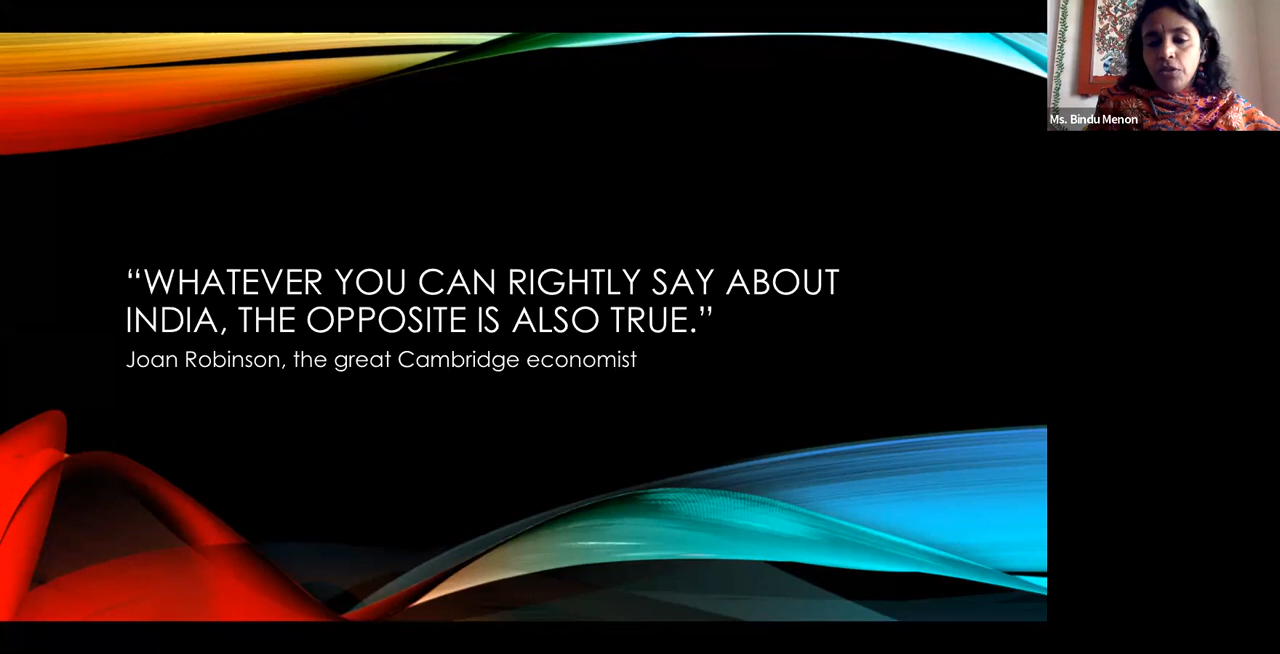 “WHATEVER YOU CAN RIGHTLY SAY ABOUT
INDIA, THE OPPOSITE IS ALSO TRUE.”
Joan Robinson, the great Cambridge economist
Ms. Bindu Menon